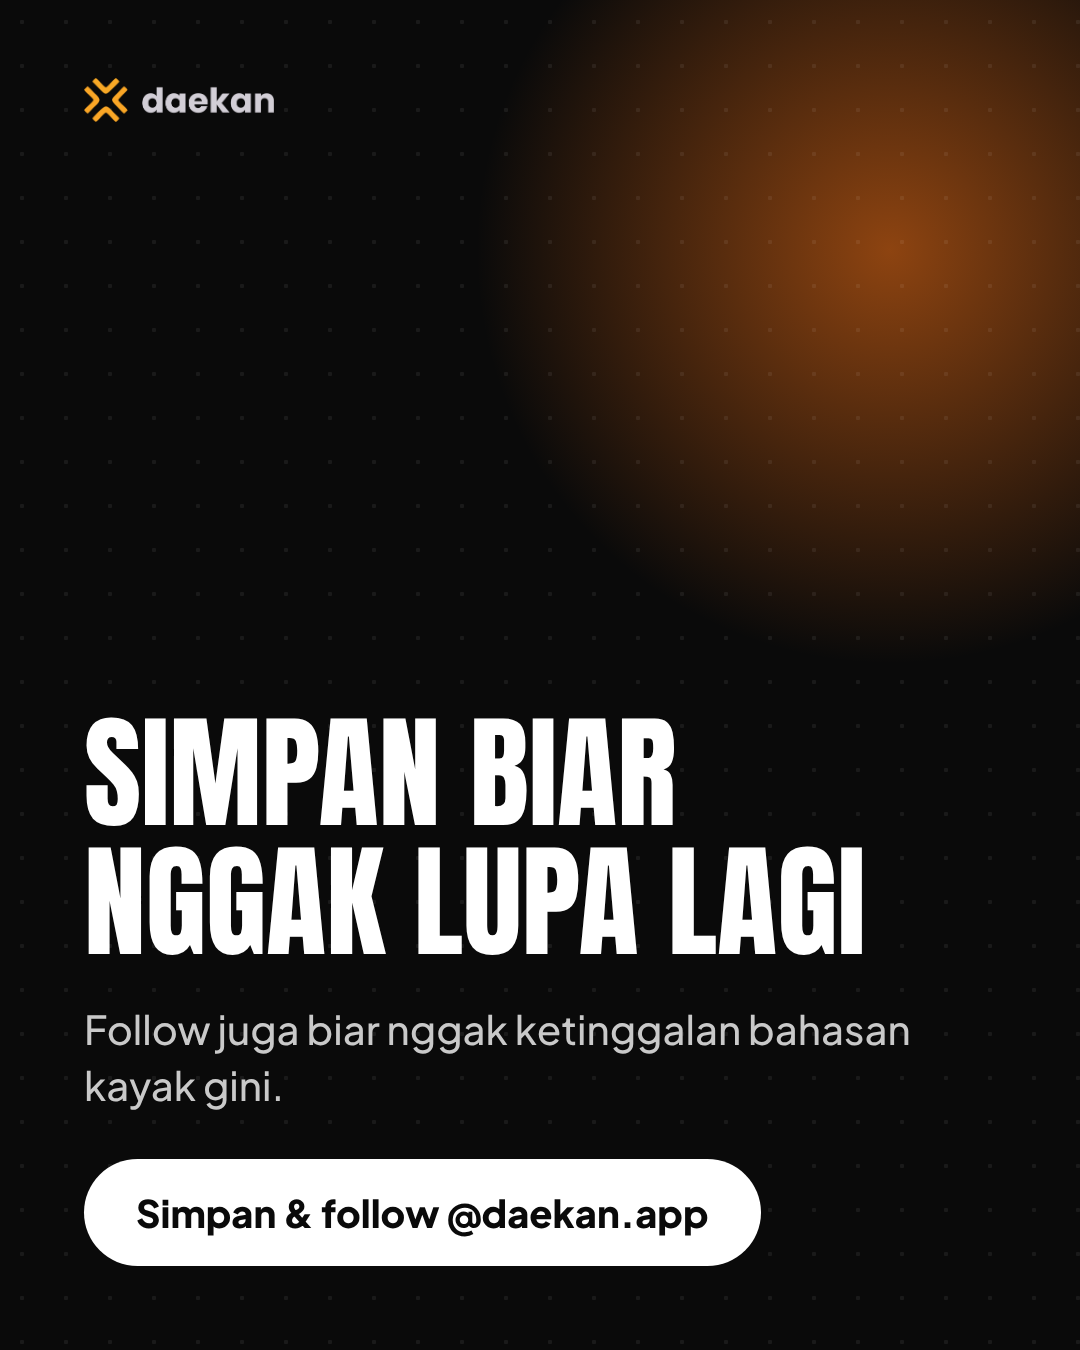 daekan
SIMPAN BIAR
NGGAK LUPA LAGI
Follow juga biar nggak ketinggalan bahasan
kayak gini.
Simpan & follow @daekan.app